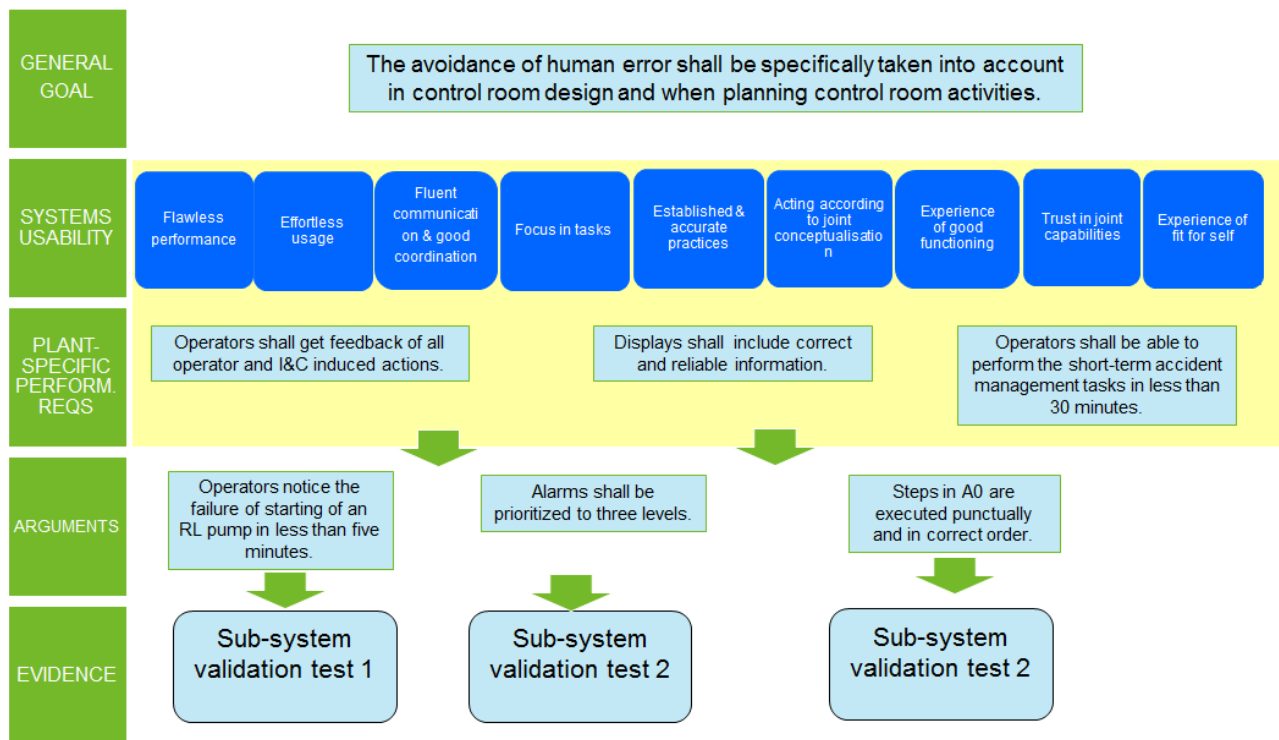 GENERAL
GOAL
The avoidance of human error shall be specifically taken into account
in control room design and when planning control room activities.
SYSTEMS
USABILITY
Flawless
performance
Effortless
usage
Fluent
communicati
on & good
coordination
Focus in tasks
Established &
accurate
practices
Acting according
to joint
conceptualisatio
n
Experience
of good
functioning
Trust in joint
capabilities
Experience of
fit for self
PLANT-
SPECIFIC
PERFORM.
REQS
Operators shall get feedback of all
operator and I&C induced actions.
Displays shall include correct
and reliable information.
Operators shall be able to
perform the short-term accident
management tasks in less than
30 minutes.
ARGUMENTS
Operators notice the
failure of starting of an
RL pump in less than five
minutes.
Alarms shall be
prioritized to three levels.
Steps in A0 are
executed punctually
and in correct order.
EVIDENCE
Sub-system
validation test 1
Sub-system
validation test 2
Sub-system
validation test 2